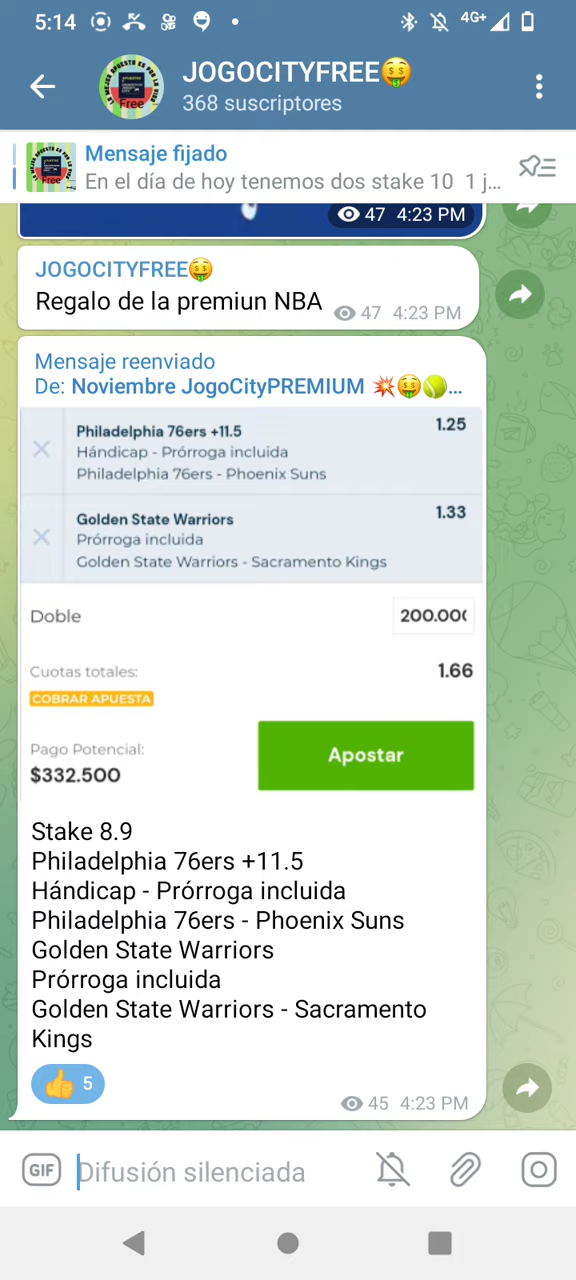 5:14
4G+
JOGOCITYFREE🤑
368 suscriptores
Mensaje fijado
En el día de hoy tenemos dos stake 10 1 j...
47 4:23 PM
JOGOCITYFREE🤑
Regalo de la premiun NBA
47 4:23 PM
Mensaje reenviado
De: Noviembre JogoCityPREMIUM 💥🤑🎾...
Philadelphia 76ers +11.5 1.25
Hándicap - Prórroga incluida
Philadelphia 76ers - Phoenix Suns
Golden State Warriors 1.33
Prórroga incluida
Golden State Warriors - Sacramento Kings
Doble 200.00
Cuotas totales: 1.66
COBRAR APUESTA
Pago Potencial:
$332.500
Apostar
Stake 8.9
Philadelphia 76ers +11.5
Hándicap - Prórroga incluida
Philadelphia 76ers - Phoenix Suns
Golden State Warriors
Prórroga incluida
Golden State Warriors - Sacramento
Kings
👍 5
45 4:23 PM
GIF
Difusión silenciada